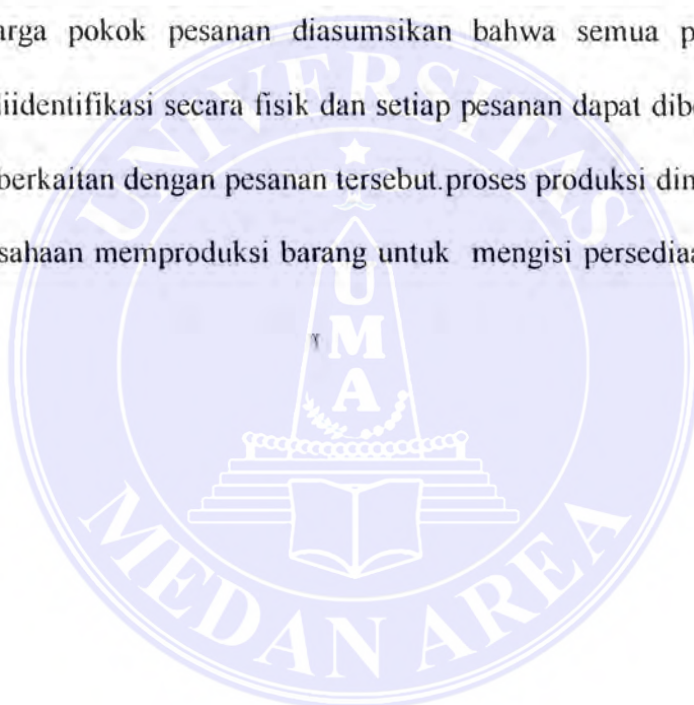 arga pokok pesanan diasumsikan bahwa semua p
diidentifikasi secara fisik dan setiap pesanan dapat dib
berkaitan dengan pesanan tersebut.proses produksi din
sahaan memproduksi barang untuk mengisi persediaa
UNIVERSITAS
UMA
MEDAN AREA